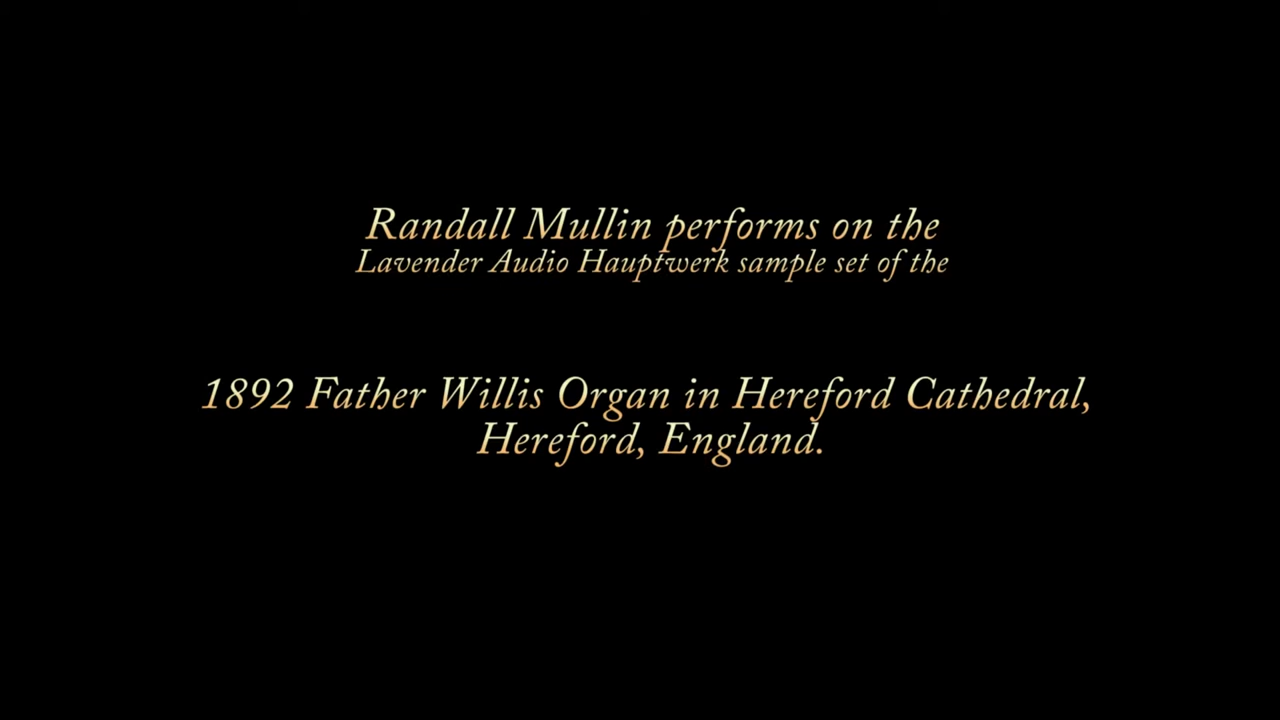 Randall Mullin performs on the
Lavender Audio Hauptwerk sample set of the
1892 Father Willis Organ in Hereford Cathedral,
Hereford, England.